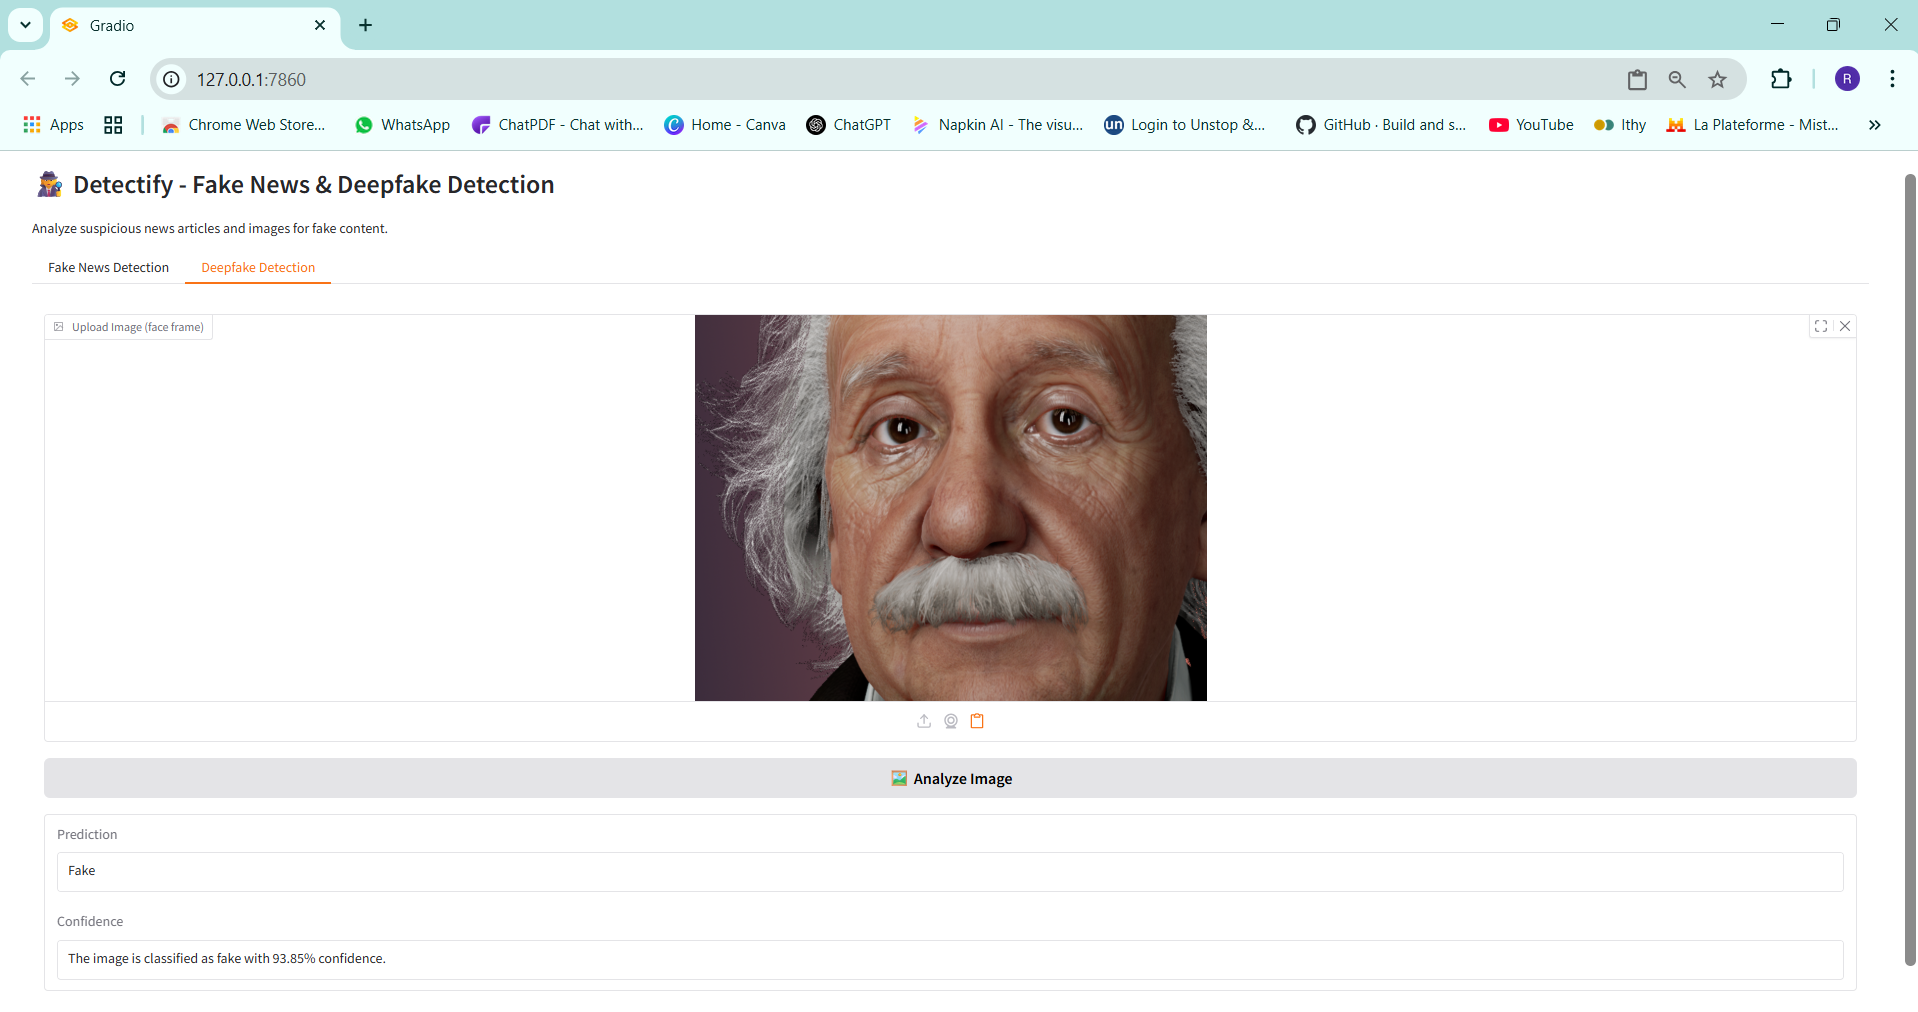 Gradio
127.0.0.1:7860
R
Apps
Chrome Web Store...
WhatsApp
ChatPDF - Chat with...
Home - Canva
ChatGPT
Napkin AI - The visu...
un Login to Unstop &...
GitHub · Build and s...
YouTube
Ithy
La Plateforme - Mist...
Detectify - Fake News & Deepfake Detection
Analyze suspicious news articles and images for fake content.
Fake News Detection
Deepfake Detection
Upload Image (face frame)
Analyze Image
Prediction
Fake
Confidence
The image is classified as fake with 93.85% confidence.